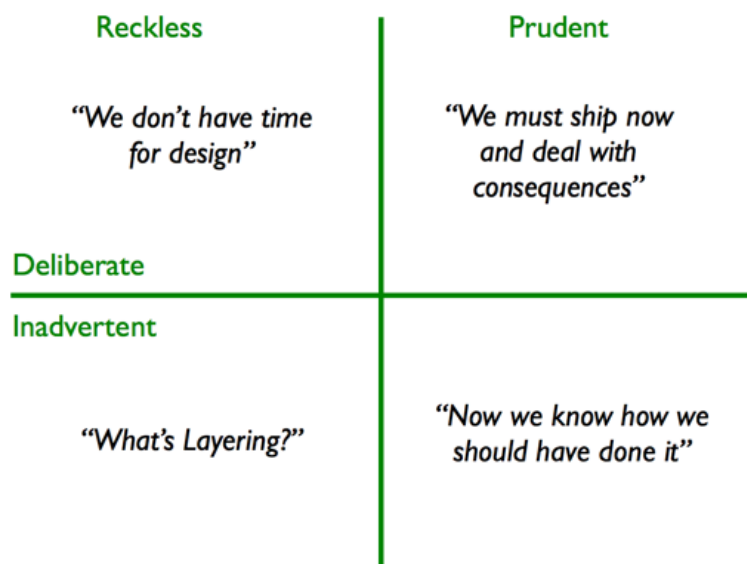 Reckless
Prudent
“We don’t have time
for design”
“We must ship now
and deal with
consequences”
Deliberate
Inadvertent
“What’s Layering?”
“Now we know how we
should have done it”